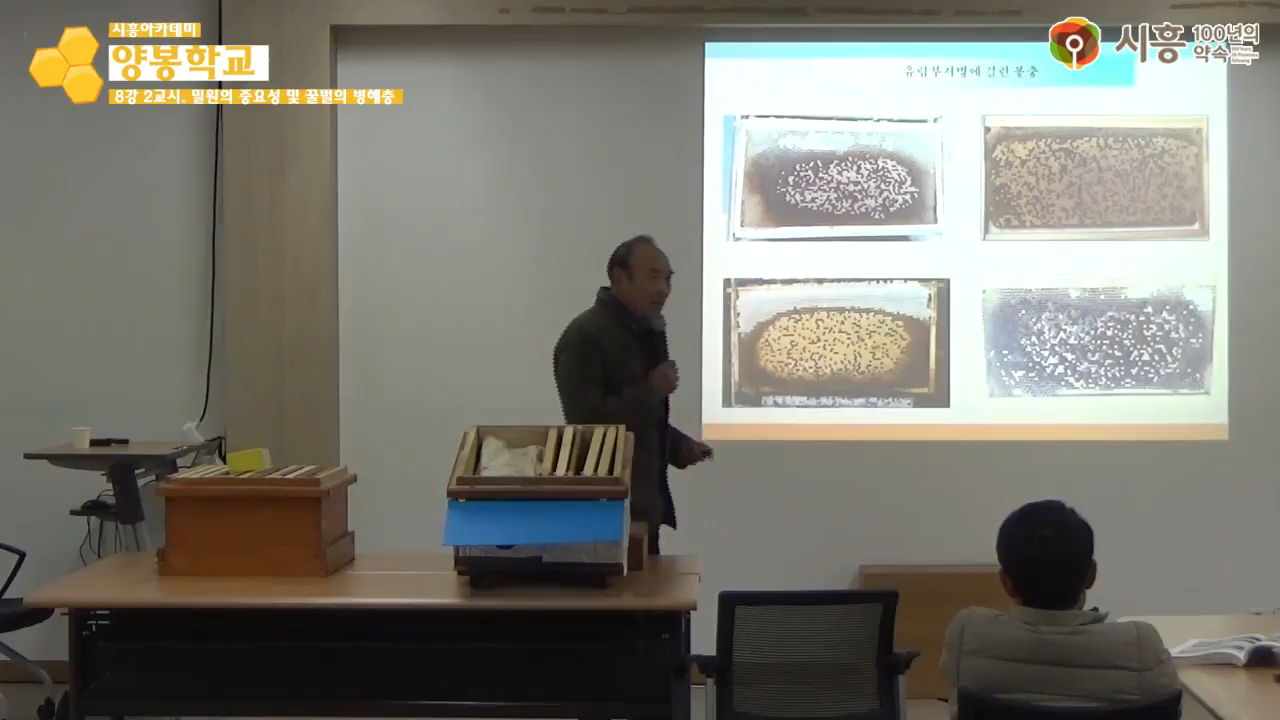 시흥아카데미
양봉학교
8강 2교시. 밀원의 중요성 및 꿀벌의 병해충
시흥
100년의
약속
유럽부저병에 걸린 봉충